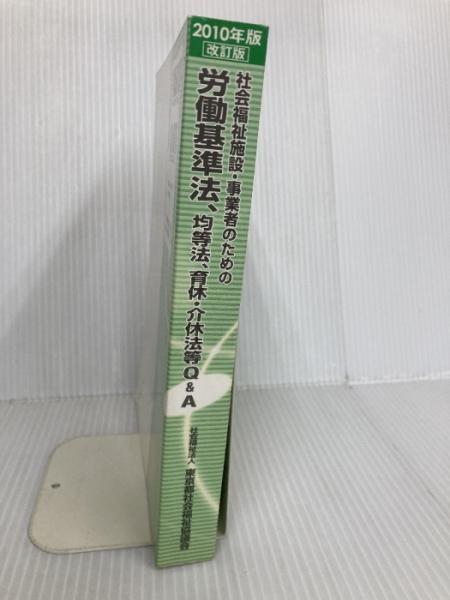 2010年版
改訂版
社会福祉施設・事業者のための
労働基準法、均等法、育休・介休法等Q&A
社会福祉法人 東京都社会福祉協議会